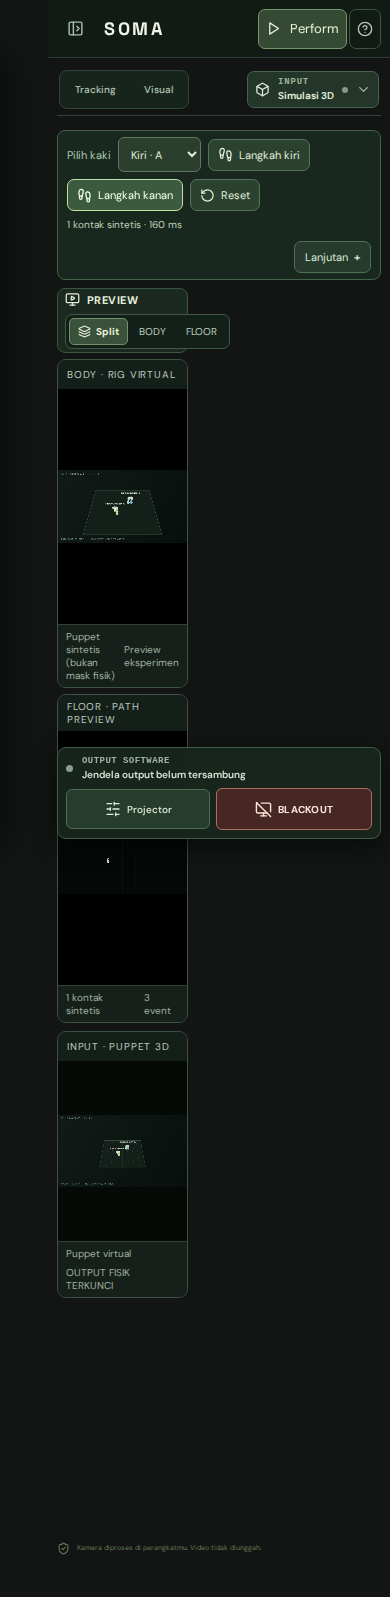 SOMA
Perform
Tracking
Visual
INPUT
Simulasi 3D
Pilih kaki
Kiri · A
Langkah kiri
Langkah kanan
Reset
1 kontak sintetis · 160 ms
Lanjutan +
PREVIEW
Split
BODY
FLOOR
BODY · RIG VIRTUAL
Puppet
sintetis
(bukan
mask fisik)
Preview
eksperimen
FLOOR · PATH
PREVIEW
OUTPUT SOFTWARE
Jendela output belum tersambung
Projector
BLACKOUT
1 kontak
sintetis
3
event
INPUT · PUPPET 3D
Puppet virtual
OUTPUT FISIK
TERKUNCI
Kamera diproses di perangkatmu. Video tidak diunggah.